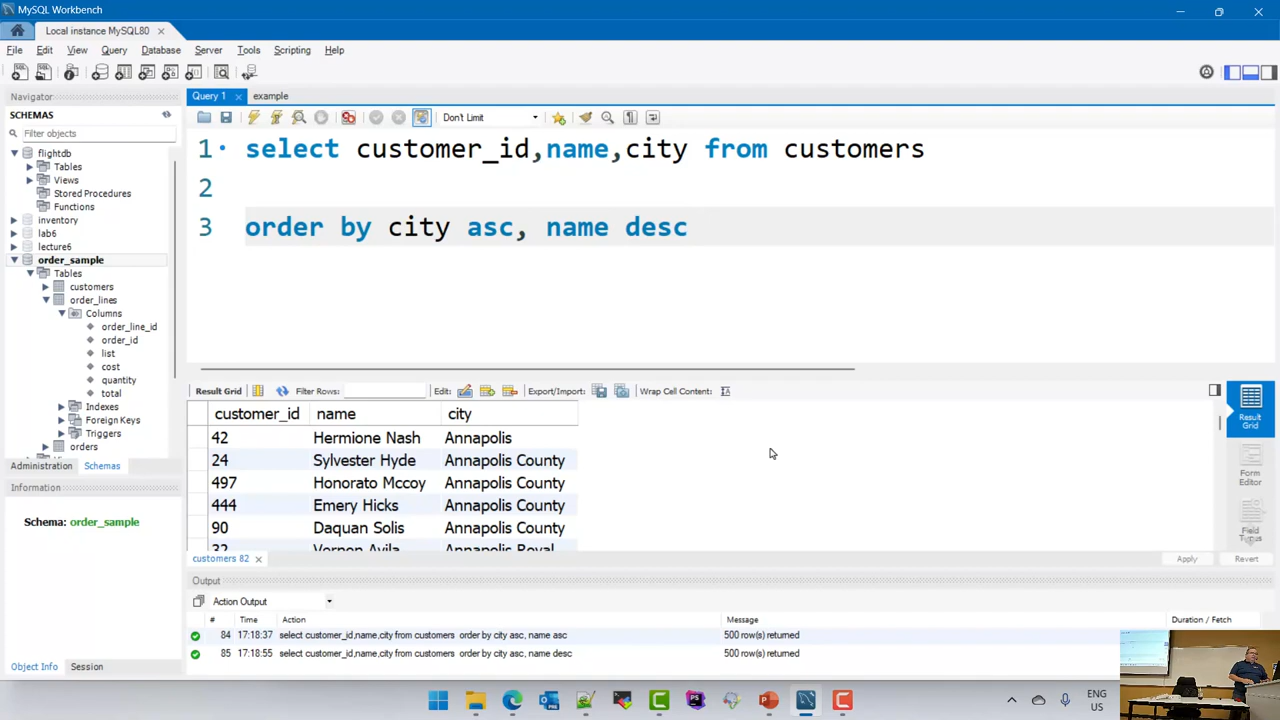 MySQL Workbench
Local instance MySQL80
File Edit View Query Database Server Tools Scripting Help
Navigator
SCHEMAS
Filter objects
flightdb
Tables
Views
Stored Procedures
Functions
inventory
lab6
lecture6
order_sample
Tables
customers
order_lines
Columns
order_line_id
order_id
list
cost
quantity
total
Indexes
Foreign Keys
Triggers
orders
Administration Schemas
Information
Schema: order_sample
Object Info Session
Query 1 example
Don't Limit
1 select customer_id,name,city from customers
2
3 order by city asc, name desc
Result Grid Filter Rows: Edit: Export/Import: Wrap Cell Content:
customer_id name city
42 Hermione Nash Annapolis
24 Sylvester Hyde Annapolis County
497 Honorato Mccoy Annapolis County
444 Emery Hicks Annapolis County
90 Daquan Solis Annapolis County
32 Vernon Avila Annapolis Royal
Result Grid
Form Editor
Field Types
customers 82 Apply Revert
Output
Action Output
# Time Action Message Duration / Fetch
84 17:18:37 select customer_id,name,city from customers order by city asc, name asc 500 row(s) returned
85 17:18:55 select customer_id,name,city from customers order by city asc, name desc 500 row(s) returned
ENG
US